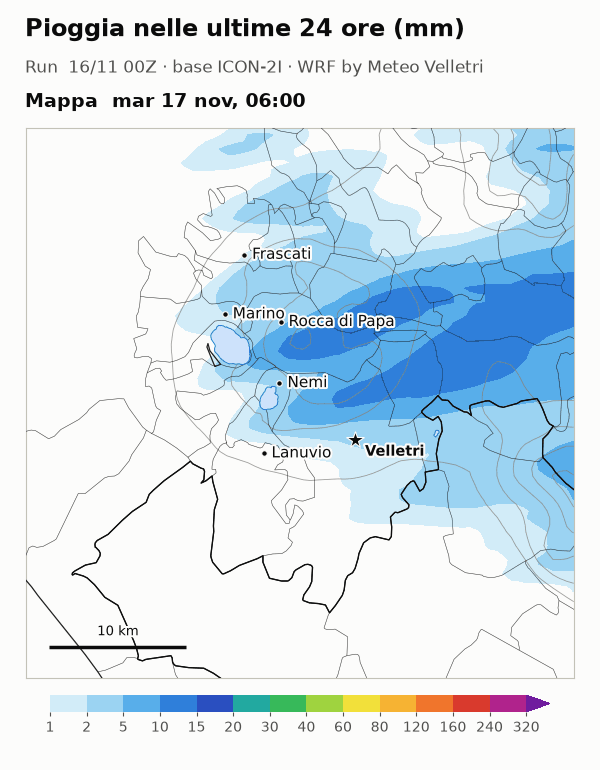 Pioggia nelle ultime 24 ore (mm)
Run  16/11 00Z · base ICON-2I · WRF by Meteo Velletri
Mappa  mar 17 nov, 06:00
Frascati
Marino
Rocca di Papa
Nemi
Velletri
Lanuvio
10 km
1 2 5 10 15 20 30 40 60 80 120 160 240 320